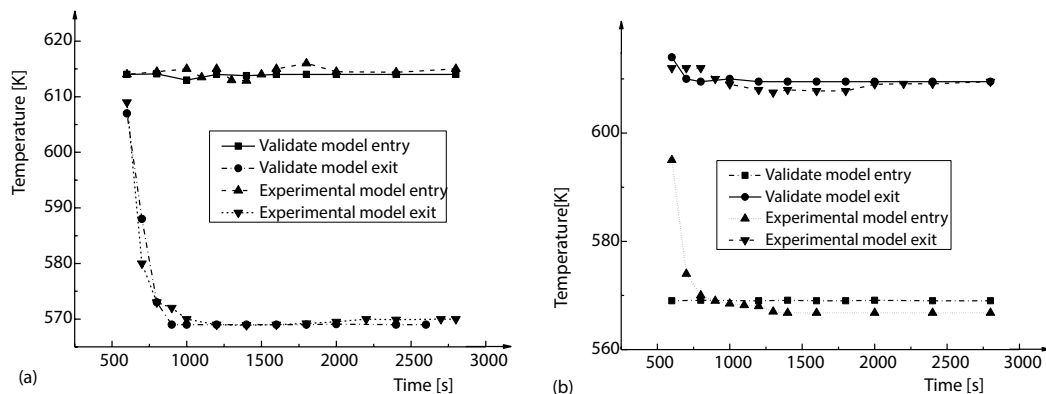 Temperature [K]
620
610
600
590
580
570
Validate model entry
Validate model exit
Experimental model entry
Experimental model exit
500 1000 1500 2000 2500 3000
(a)
Time [s]
Temperature[K]
600
580
560
Validate model entry
Validate model exit
Experimental model entry
Experimental model exit
500 1000 1500 2000 2500 3000
(b)
Time [s]